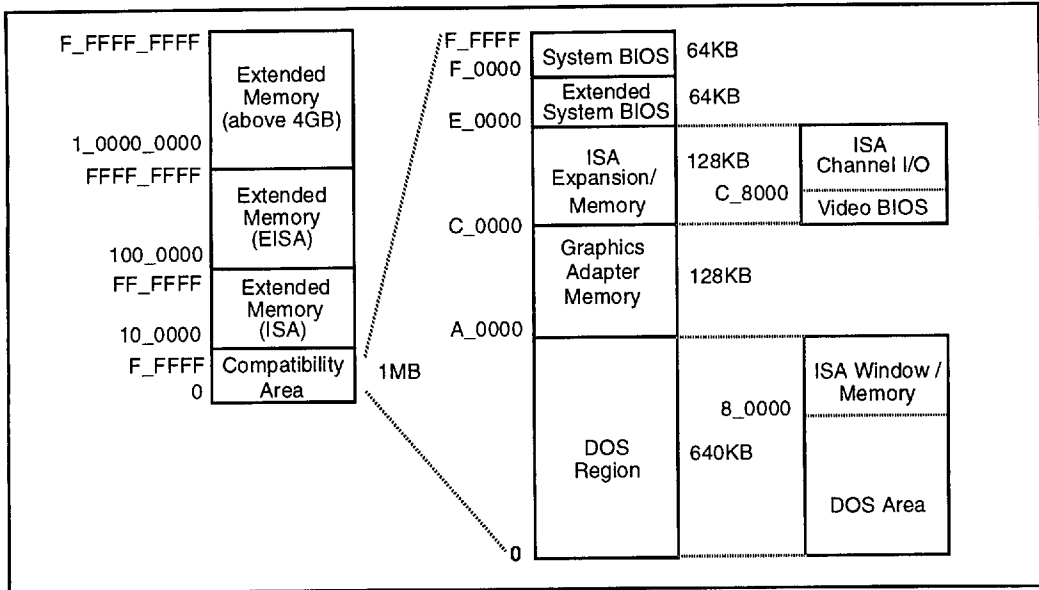 F_FFFF_FFFF
Extended
Memory
(above 4GB)
1_0000_0000
FFFF_FFFF
Extended
Memory
(EISA)
100_0000
FF_FFFF
Extended
Memory
(ISA)
10_0000
F_FFFF
Compatibility
Area
0
1MB
F_FFFF
System BIOS
64KB
F_0000
Extended
System BIOS
64KB
E_0000
ISA
Expansion/
Memory
128KB
C_8000
ISA
Channel I/O
Video BIOS
C_0000
Graphics
Adapter
Memory
128KB
A_0000
ISA Window /
Memory
8_0000
DOS
Region
640KB
DOS Area
0